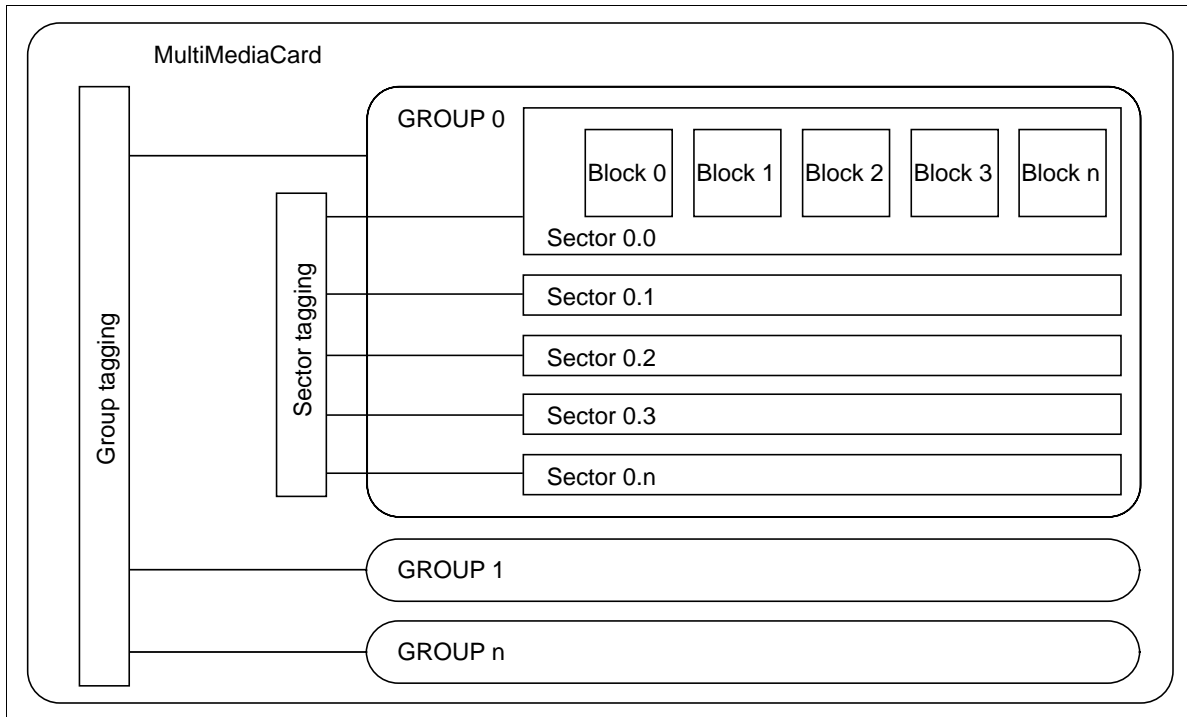 MultiMediaCard
GROUP 0
Block 0
Block 1
Block 2
Block 3
Block n
Sector 0.0
Sector 0.1
Sector 0.2
Sector 0.3
Sector 0.n
Sector tagging
Group tagging
GROUP 1
GROUP n